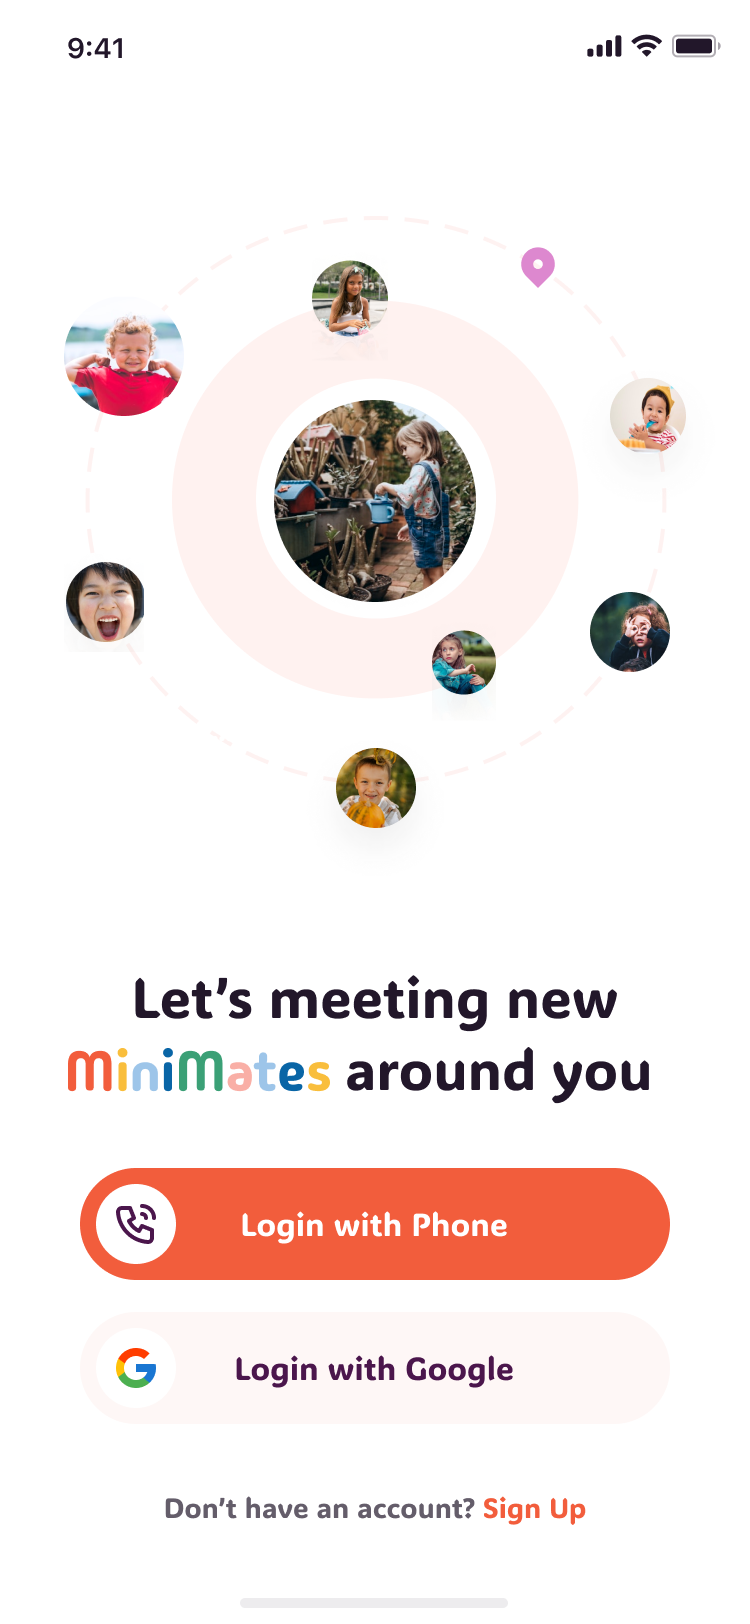 9:41
Let's meeting new
MiniMates around you
Login with Phone
Login with Google
Don't have an account? Sign Up